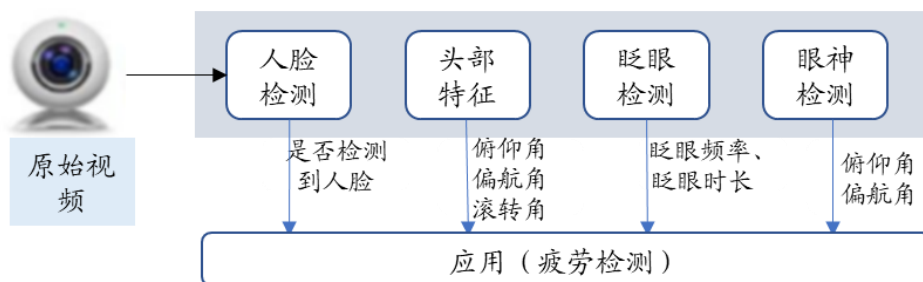 人脸
检测
头部
特征
眨眼
检测
眼神
检测
原始视
频
是否检测
到人脸
俯仰角
偏航角
滚转角
眨眼频率、
眨眼时长
俯仰角
偏航角
应用（疲劳检测）